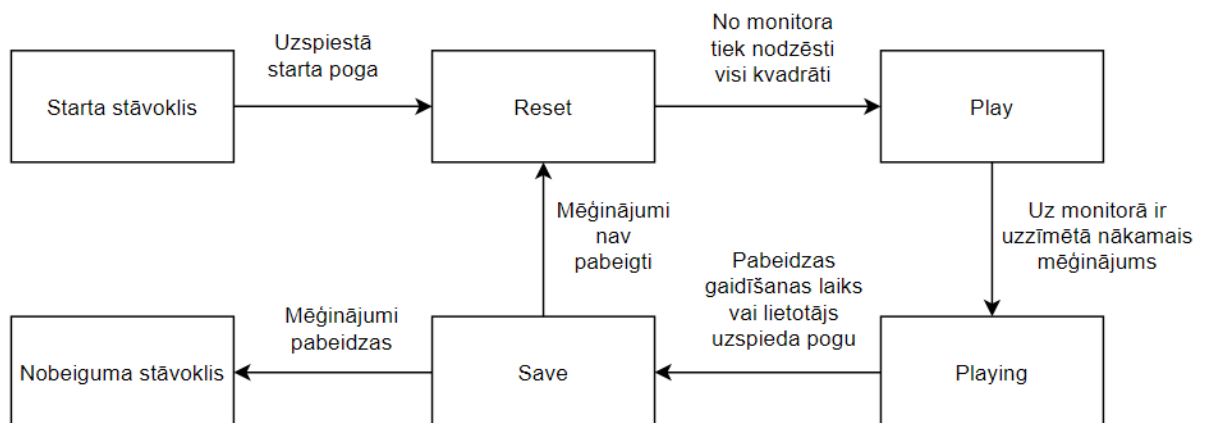 Uzspiestā
starta poga
No monitora
tiek nodzēsti
visi kvadrāti
Starta stāvoklis
Reset
Play
Mēģinājumi
nav
pabeigti
Uz monitorā ir
uzzīmētā nākamais
mēģinājums
Pabeidzas
gaidīšanas laiks
vai lietotājs
uzspieda pogu
Mēģinājumi
pabeidzas
Nobeiguma stāvoklis
Save
Playing